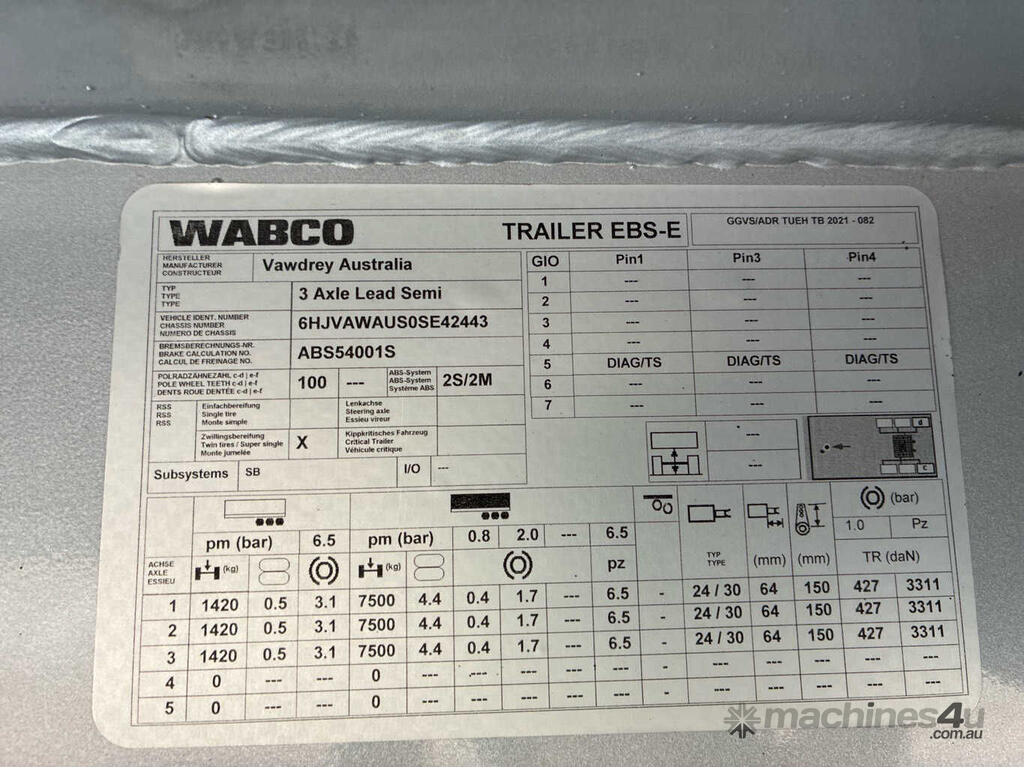 WABCO TRAILER EBS-E GGVS/ADR TUEH TB 2021 - 082
HERSTELLER
MANUFACTURER
CONSTRUCTEUR
Vawdrey Australia
TYP
TYPE
TYPE
3 Axle Lead Semi
VEHICLE IDENT. NUMBER
CHASSIS NUMBER
NUMERO DE CHASSIS
6HJVAWAUS0SE42443
BREMSBERECHNUNGS-NR.
BRAKE CALCULATION NO.
CALCUL DE FREINAGE NO.
ABS54001S
POLRADZÄHNEZAHL c-d | e-f
POLE WHEEL TEETH c-d | e-f
DENTS ROUE DENTÉE c-d | e-f
100 ---
ABS-System
ABS-System
Système ABS
2S/2M
RSS
RSS
RSS
Einfachbereifung
Single tire
Monte simple
Lenkachse
Steering axle
Essieu vireur
Zwillingsbereifung
Twin tires / Super single
Monte jumelée
X
Kippkritisches Fahrzeug
Critical Trailer
Véhicule critique
Subsystems SB I/O ---
GIO Pin1 Pin3 Pin4
1 --- --- ---
2 --- --- ---
3 --- --- ---
4 --- --- ---
5 DIAG/TS DIAG/TS DIAG/TS
6 --- --- ---
7 --- --- ---
---
---
d
c
pm (bar) 6.5 pm (bar) 0.8 2.0 --- 6.5
(bar)
1.0 Pz
ACHSE
AXLE
ESSIEU
(kg) (kg) pz
TYP
TYPE
(mm) (mm) TR (daN)
1 1420 0.5 3.1 7500 4.4 0.4 1.7 --- 6.5 - 24 / 30 64 150 427 3311
2 1420 0.5 3.1 7500 4.4 0.4 1.7 --- 6.5 - 24 / 30 64 150 427 3311
3 1420 0.5 3.1 7500 4.4 0.4 1.7 --- 6.5 - 24 / 30 64 150 427 3311
4 0 --- --- 0 --- --- --- --- --- - --- --- --- --- ---
5 0 --- --- 0 --- --- --- --- --- - --- --- --- --- ---
machines4u
.com.au